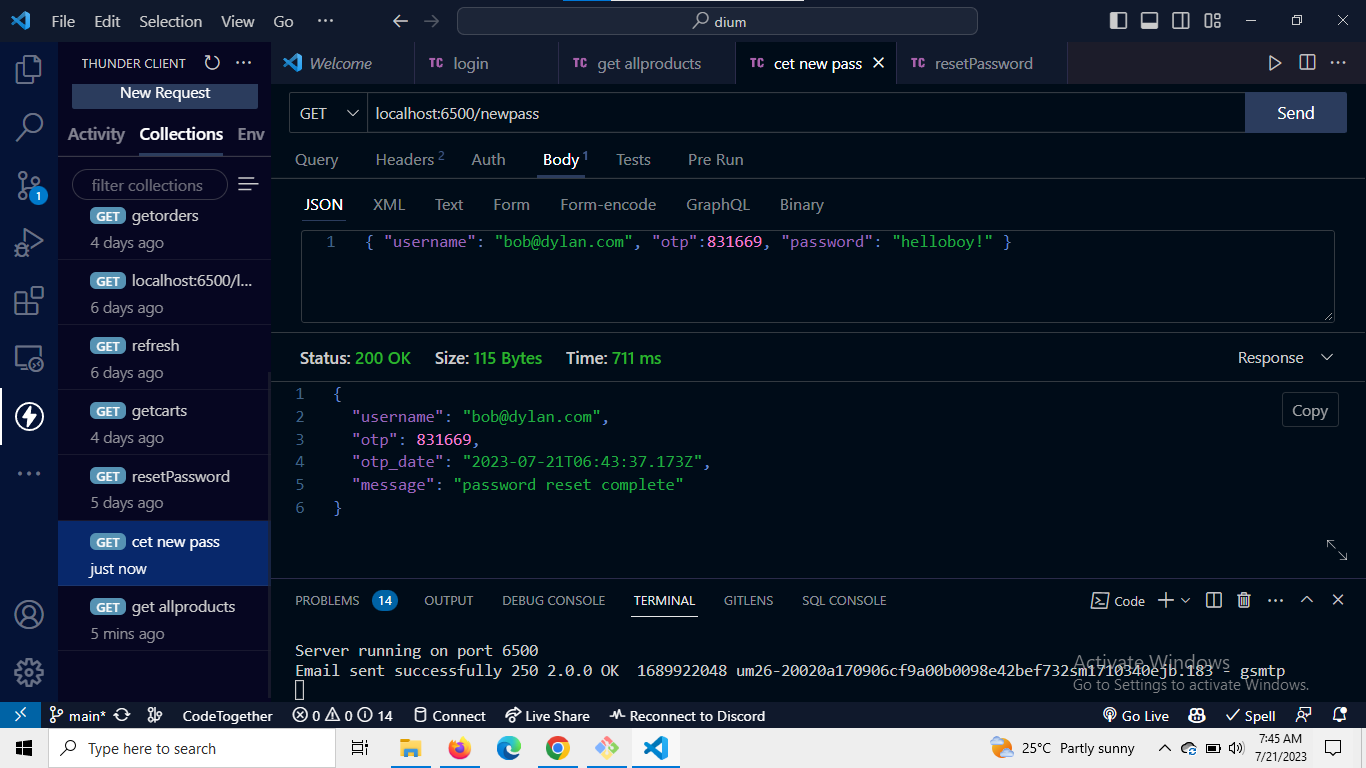 File Edit Selection View Go ··· dium
THUNDER CLIENT ···
New Request
Activity Collections Env
filter collections
GET getorders
4 days ago
GET localhost:6500/l...
6 days ago
GET refresh
6 days ago
GET getcarts
4 days ago
GET resetPassword
5 days ago
GET cet new pass
just now
GET get allproducts
5 mins ago
1
Welcome TC login TC get allproducts TC cet new pass TC resetPassword
GET localhost:6500/newpass Send
Query Headers 2 Auth Body 1 Tests Pre Run
JSON XML Text Form Form-encode GraphQL Binary
1 { "username": "bob@dylan.com", "otp":831669, "password": "helloboy!" }
Status: 200 OK Size: 115 Bytes Time: 711 ms Response
Copy
1 {
2 "username": "bob@dylan.com",
3 "otp": 831669,
4 "otp_date": "2023-07-21T06:43:37.173Z",
5 "message": "password reset complete"
6 }
PROBLEMS 14 OUTPUT DEBUG CONSOLE TERMINAL GITLENS SQL CONSOLE Code
Server running on port 6500
Email sent successfully 250 2.0.0 OK 1689922048 um26-20020a170906cf9a00b0098e42bef732sm1710340ejb.183 - gsmtp
Activate Windows
Go to Settings to activate Windows.
main* CodeTogether 0 0 14 Connect Live Share Reconnect to Discord Go Live Spell
Type here to search 25°C Partly sunny 7:45 AM
7/21/2023